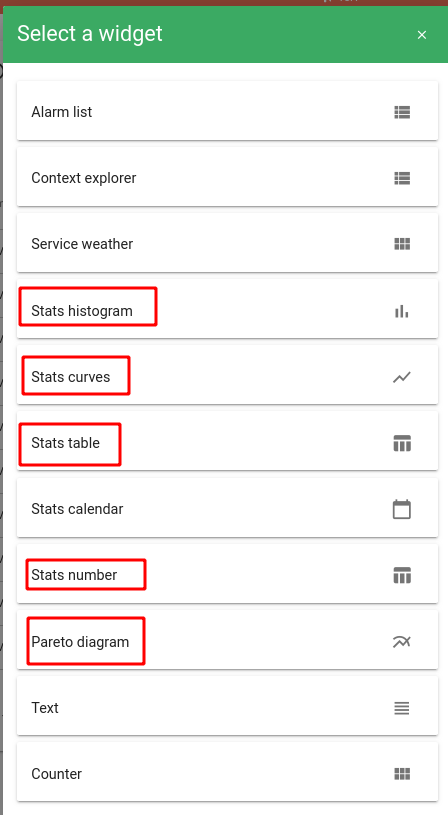 Select a widget
Alarm list
Context explorer
Service weather
Stats histogram
Stats curves
Stats table
Stats calendar
Stats number
Pareto diagram
Text
Counter